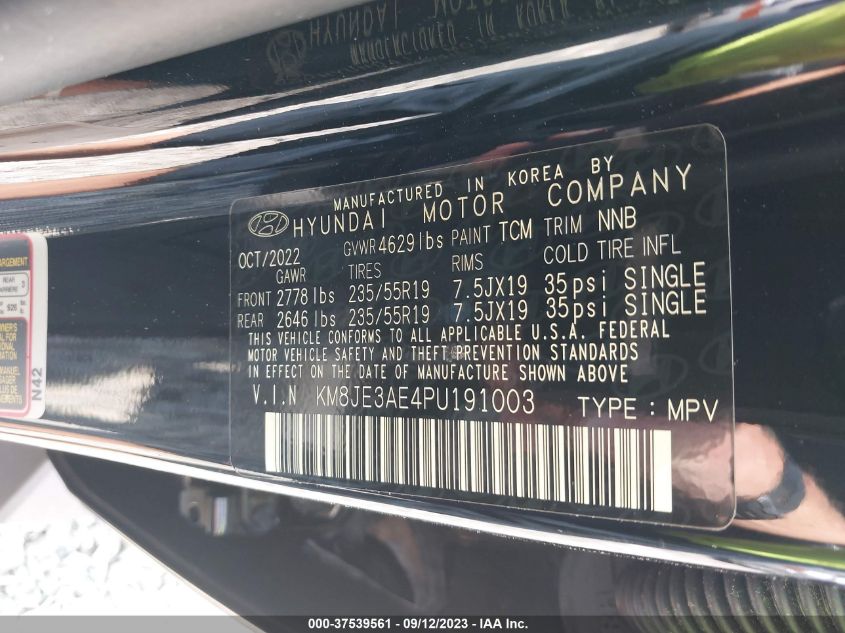 MANUFACTURED IN KOREA BY
HYUNDAI MOTOR COMPANY
OCT/2022 GVWR 4629 lbs PAINT TCM TRIM NNB
GAWR TIRES RIMS COLD TIRE INFL
FRONT 2778 lbs 235/55R19 7.5JX19 35psi SINGLE
REAR 2646 lbs 235/55R19 7.5JX19 35psi SINGLE
THIS VEHICLE CONFORMS TO ALL APPLICABLE U.S.A. FEDERAL
MOTOR VEHICLE SAFETY AND THEFT PREVENTION STANDARDS
IN EFFECT ON THE DATE OF MANUFACTURE SHOWN ABOVE
V.I.N KM8JE3AE4PU191003 TYPE : MPV
REAR
N42
000-37539561 - 09/12/2023 - IAA Inc.